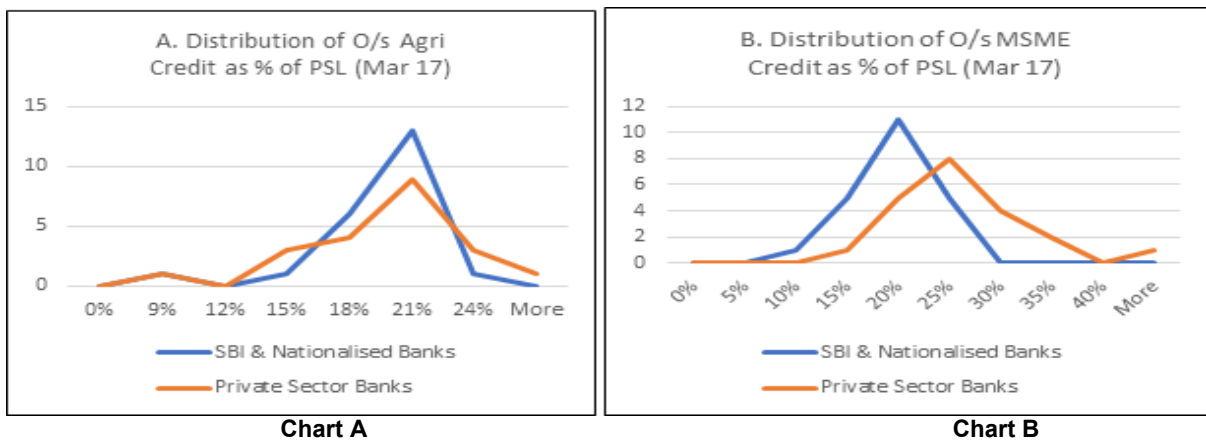 A. Distribution of O/s Agri
Credit as % of PSL (Mar 17)
15
10
5
0
0% 9% 12% 15% 18% 21% 24% More
SBI & Nationalised Banks
Private Sector Banks
Chart A
B. Distribution of O/s MSME
Credit as % of PSL (Mar 17)
12
10
8
6
4
2
0
0% 5% 10% 15% 20% 25% 30% 35% 40% More
SBI & Nationalised Banks
Private Sector Banks
Chart B